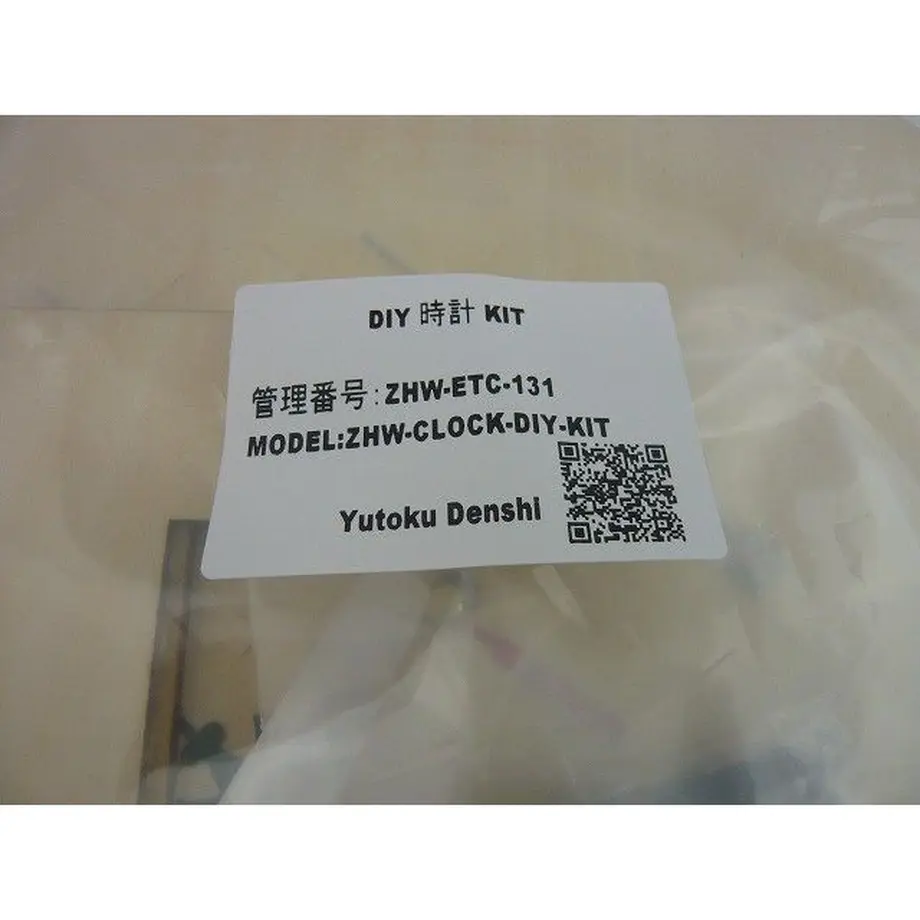 DIY 時計 KIT
管理番号:ZHW-ETC-131
MODEL:ZHW-CLOCK-DIY-KIT
Yutoku Denshi